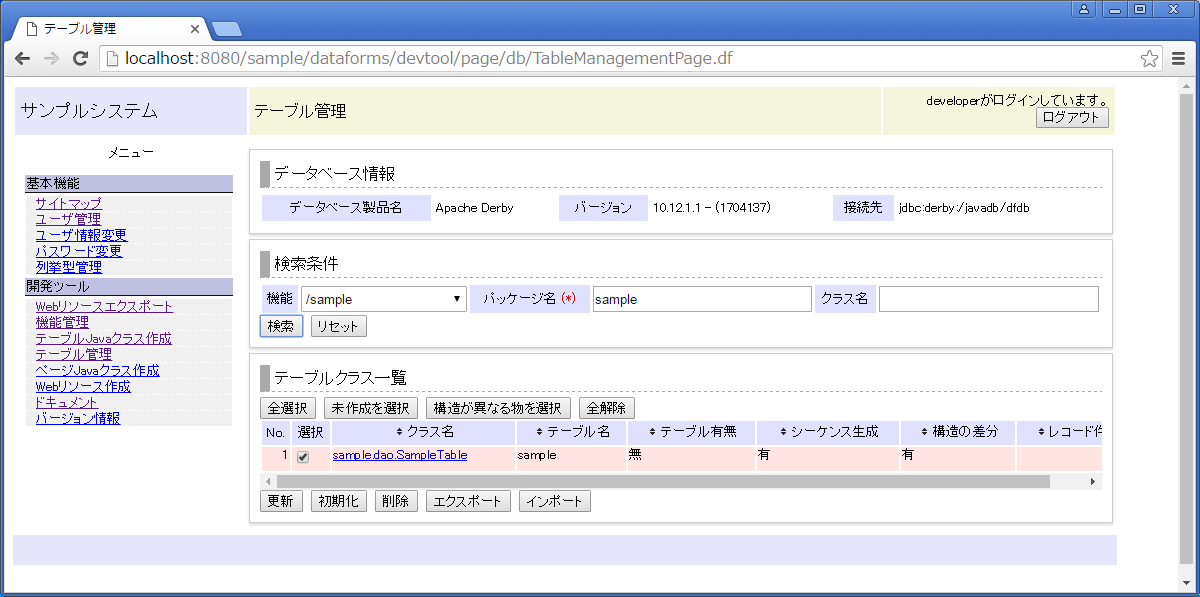 テーブル管理
localhost:8080/sample/dataforms/devtool/page/db/TableManagementPage.df
サンプルシステム
テーブル管理
developerがログインしています。
ログアウト
メニュー
基本機能
サイトマップ
ユーザ管理
ユーザ情報変更
パスワード変更
列挙型管理
開発ツール
Webリソースエクスポート
機能管理
テーブルJavaクラス作成
テーブル管理
ページJavaクラス作成
Webリソース作成
ドキュメント
バージョン情報
データベース情報
データベース製品名 Apache Derby バージョン 10.12.1.1 - (1704137) 接続先 jdbc:derby:/javadb/dfdb
検索条件
機能 /sample パッケージ名 (*) sample クラス名
検索 リセット
テーブルクラス一覧
全選択 未作成を選択 構造が異なる物を選択 全解除
No. 選択 クラス名 テーブル名 テーブル有無 シーケンス生成 構造の差分 レコード件
1 sample.dao.SampleTable sample 無 有 有
更新 初期化 削除 エクスポート インポート